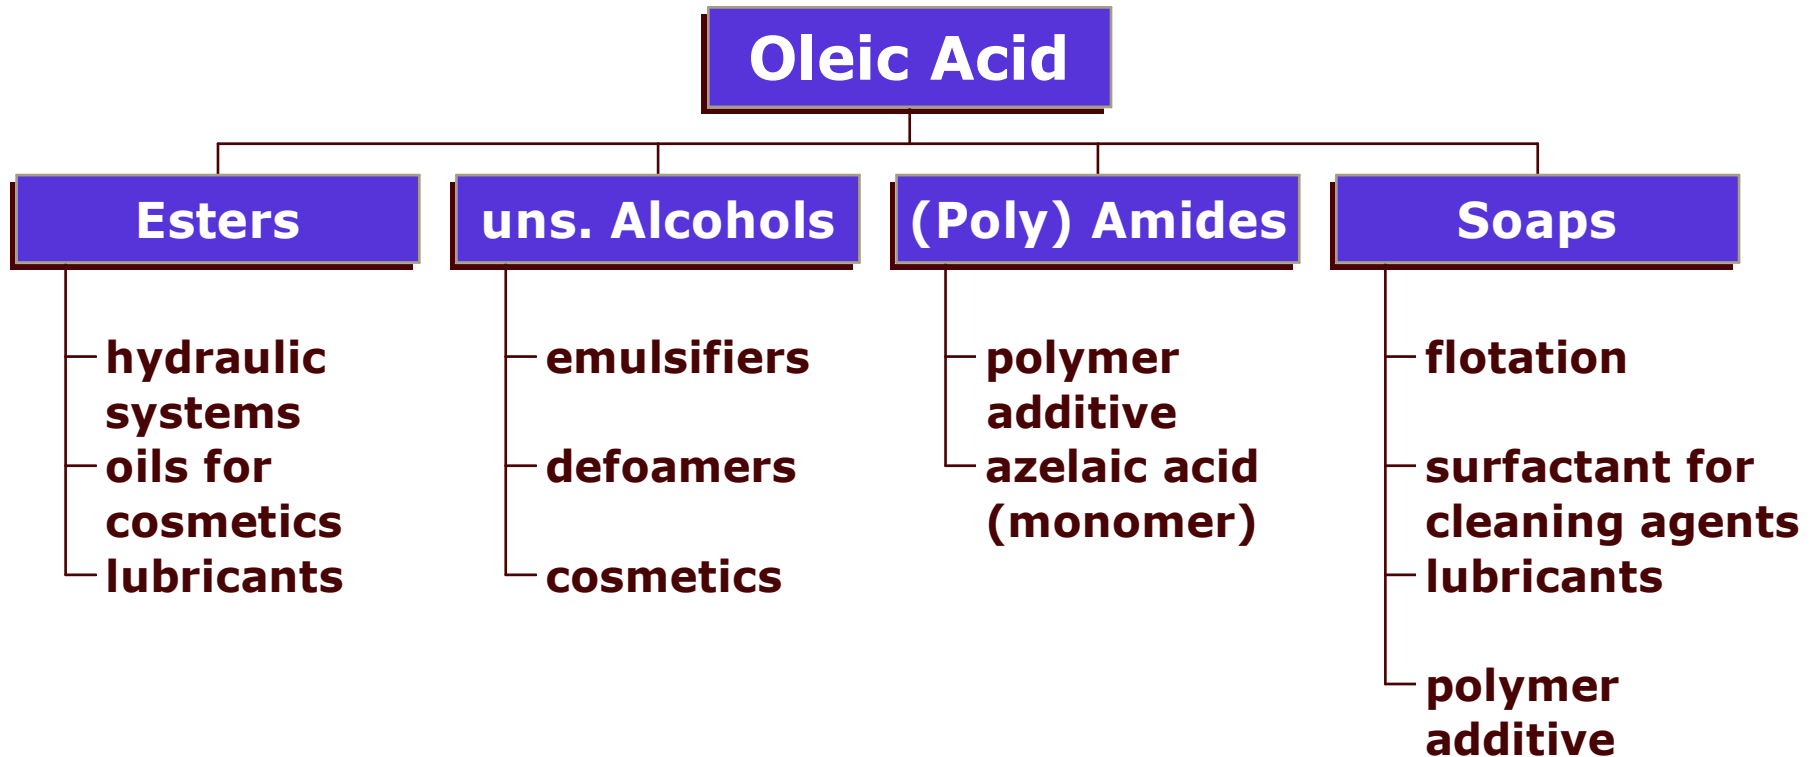 Oleic Acid
Esters
hydraulic
systems
oils for
cosmetics
lubricants
uns. Alcohols
emulsifiers
defoamers
cosmetics
(Poly) Amides
polymer
additive
azelaic acid
(monomer)
Soaps
flotation
surfactant for
cleaning agents
lubricants
polymer
additive